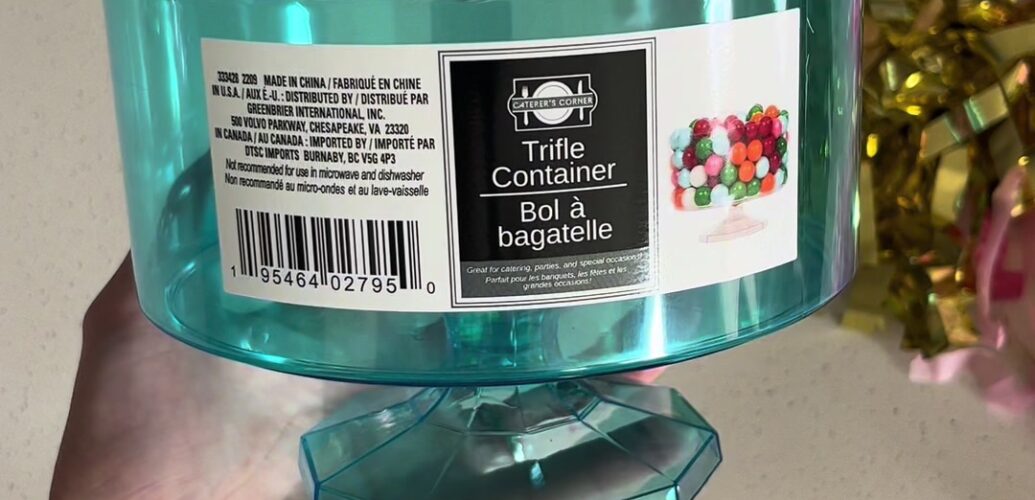 333428 2209 MADE IN CHINA / FABRIQUÉ EN CHINE
IN U.S.A. / AUX É.-U. : DISTRIBUTED BY / DISTRIBUÉ PAR
GREENBRIER INTERNATIONAL, INC.
500 VOLVO PARKWAY, CHESAPEAKE, VA 23320
IN CANADA / AU CANADA : IMPORTED BY / IMPORTÉ PAR
DTSC IMPORTS BURNABY, BC V5G 4P3
Not recommended for use in microwave and dishwasher
Non recommandé au micro-ondes et au lave-vaisselle
1 95464 02795 0
CATERER'S CORNER
Trifle
Container
Bol à
bagatelle
Great for catering, parties, and special occasions!
Parfait pour les banquets, les fêtes et les
grandes occasions!